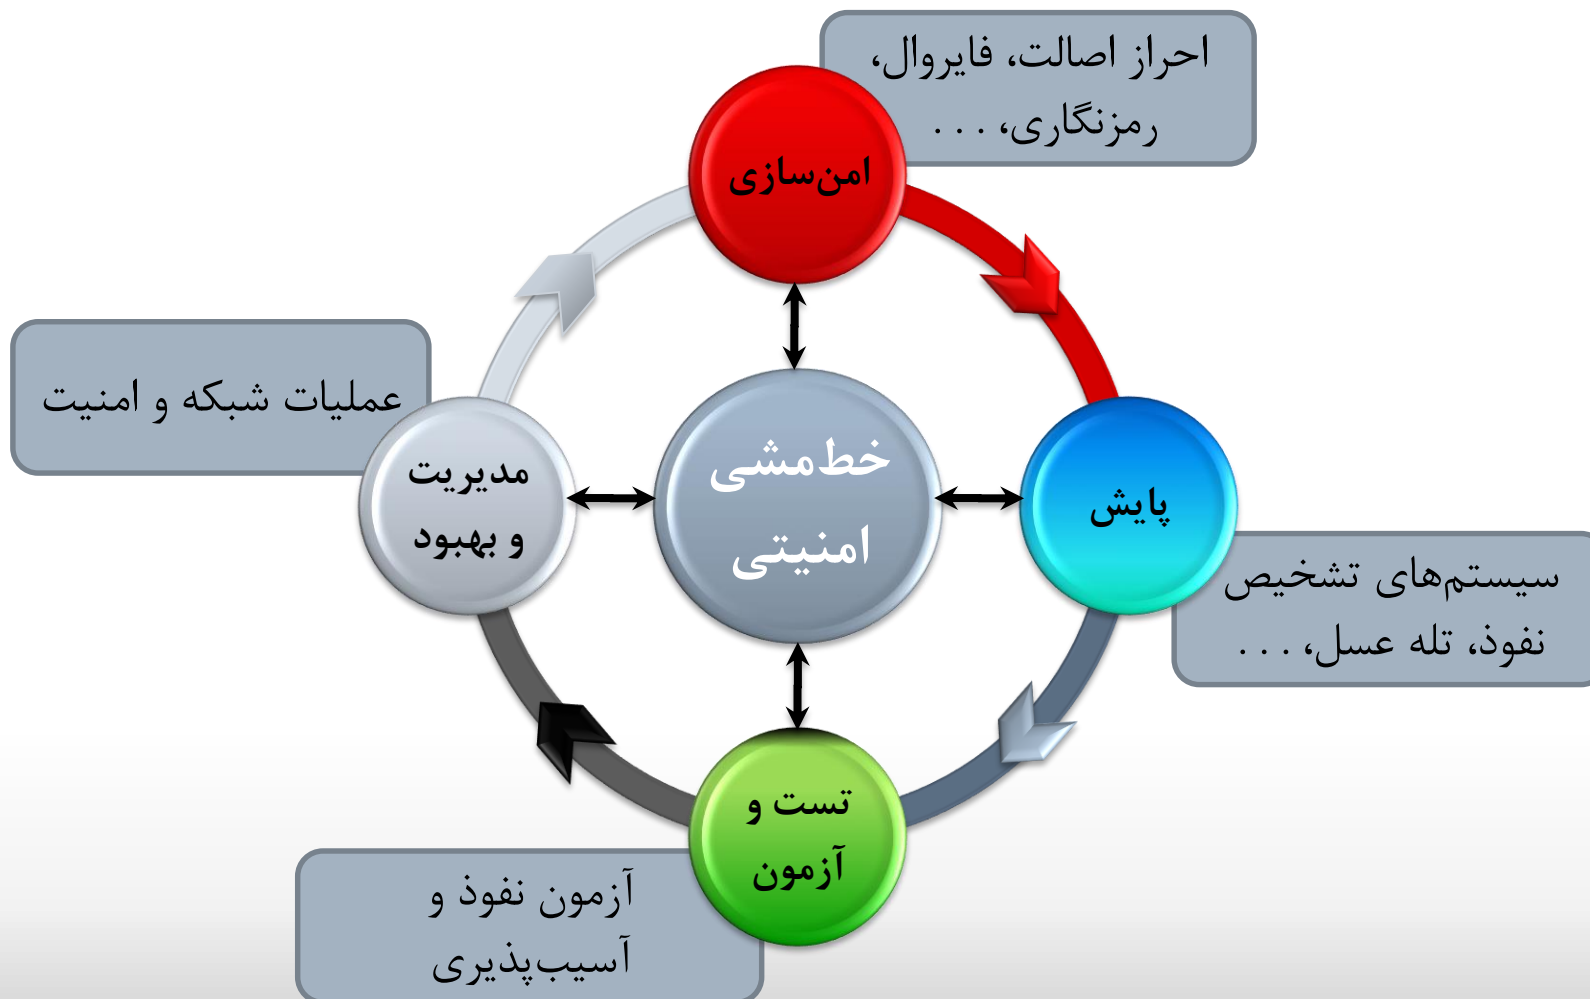 احراز اصالت، فایروال،
رمزنگاری، . . .
امن‌سازی
عملیات شبکه و امنیت
مدیریت
و بهبود
خط‌مشی
امنیتی
پایش
سیستم‌های تشخیص
نفوذ، تله عسل، . . .
تست و
آزمون
آزمون نفوذ و
آسیب‌پذیری